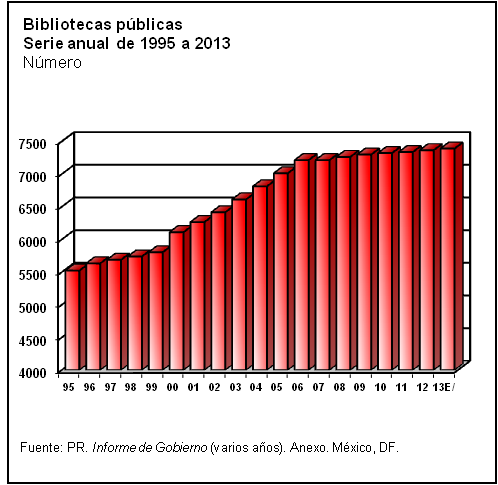 Bibliotecas públicas
Serie anual de 1995 a 2013
Número
7500
7000
6500
6000
5500
5000
4500
4000
95 96 97 98 99 00 01 02 03 04 05 06 07 08 09 10 11 12 13E/
Fuente: PR. Informe de Gobierno (varios años). Anexo. México, DF.